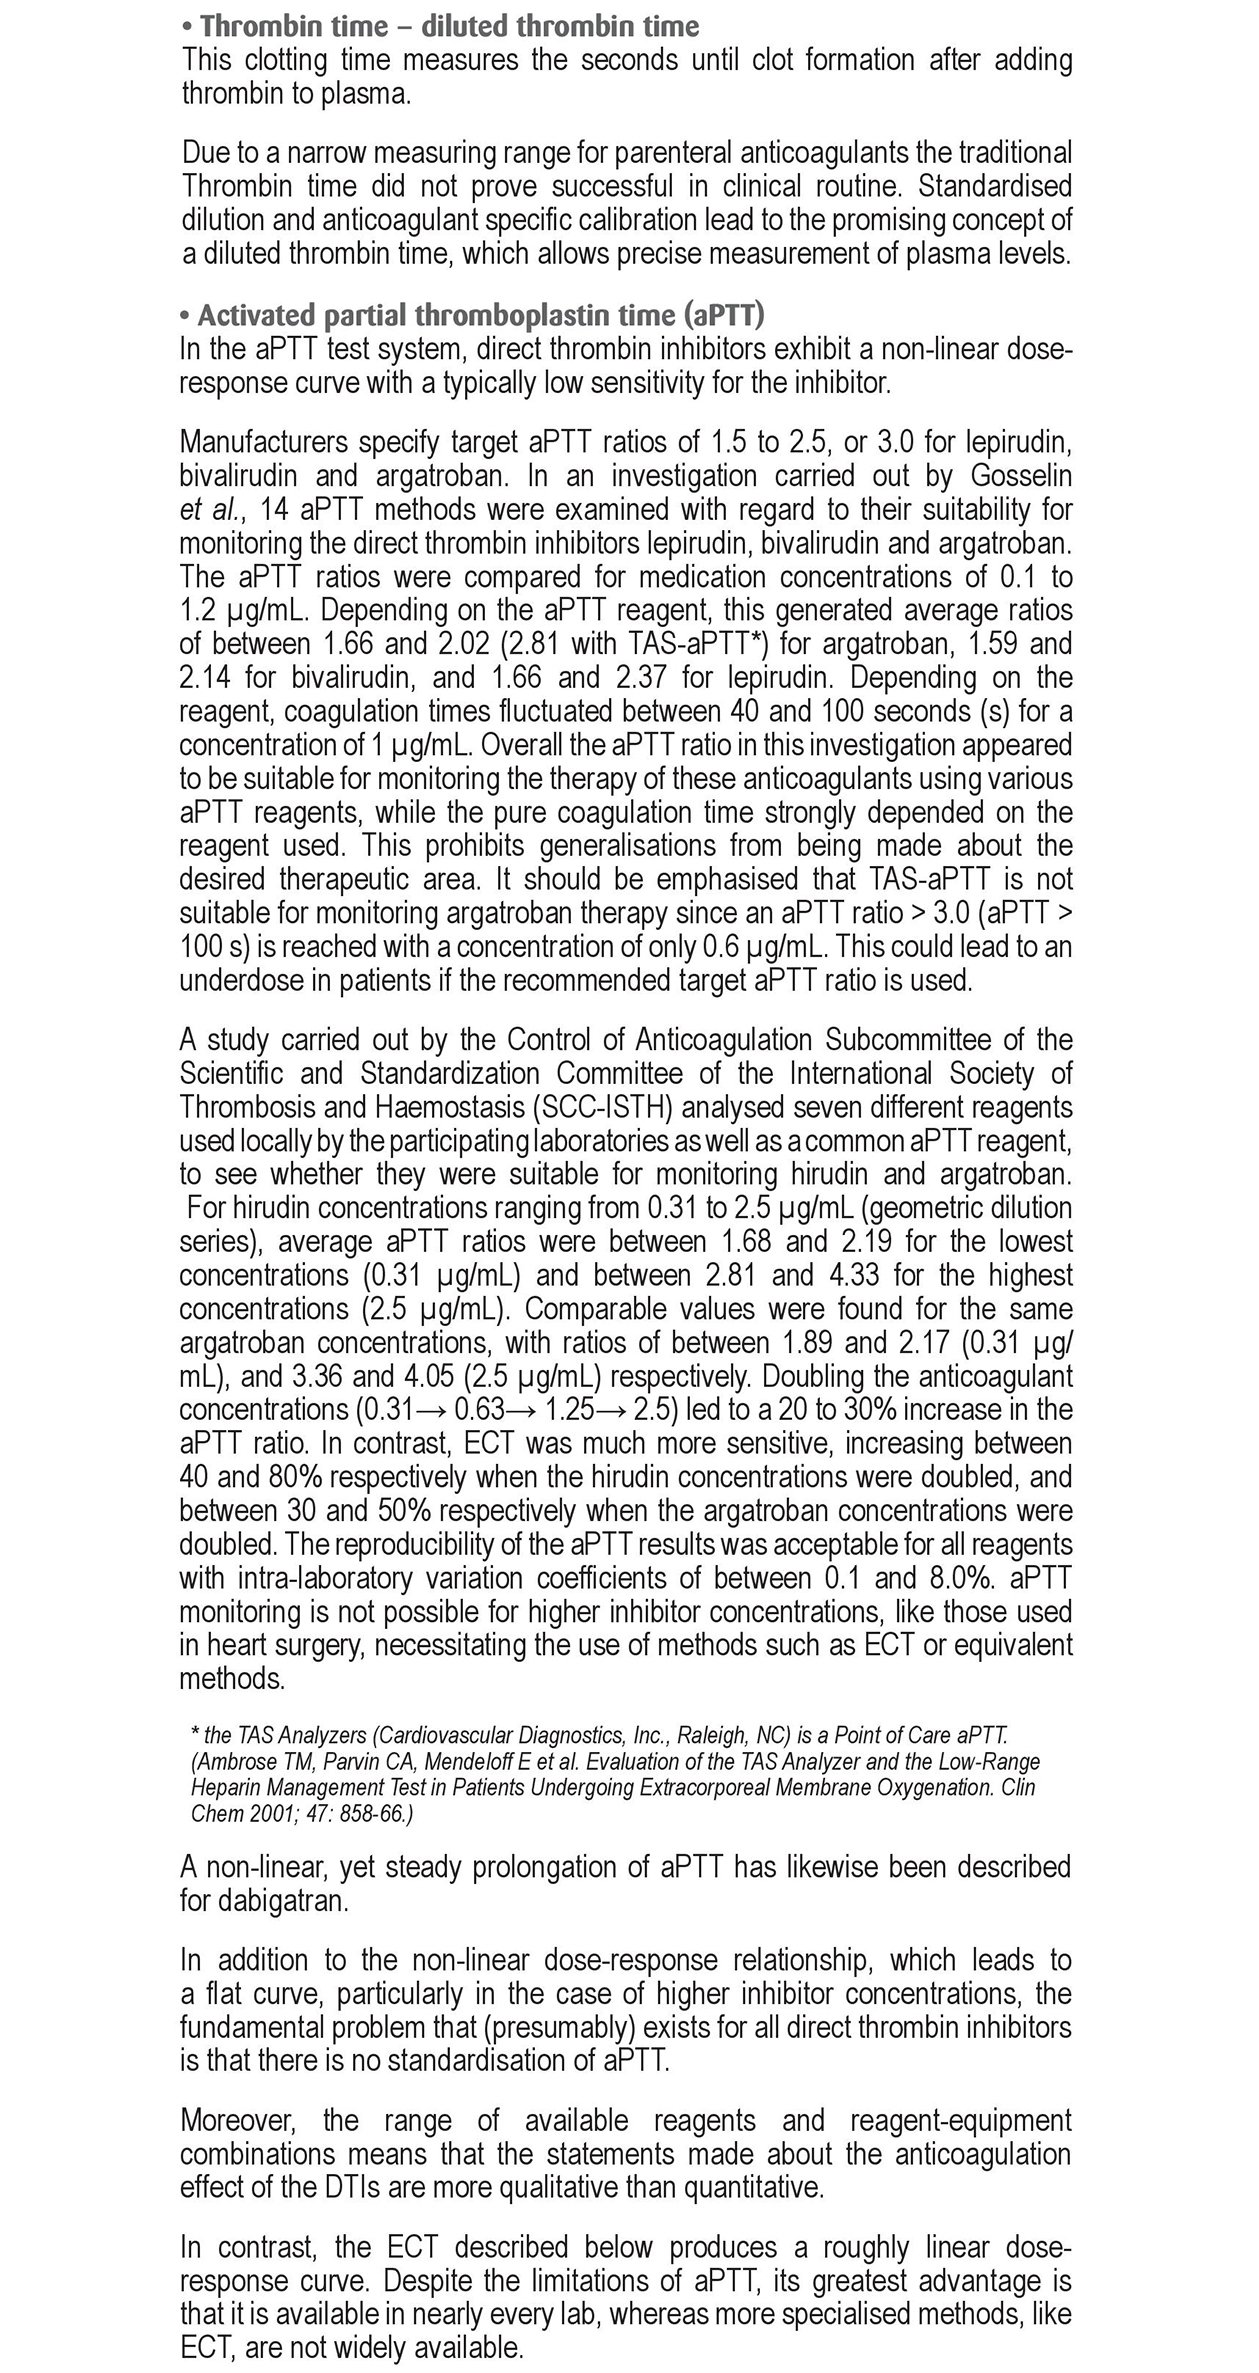 • Thrombin time – diluted thrombin time
This clotting time measures the seconds until clot formation after adding
thrombin to plasma.
Due to a narrow measuring range for parenteral anticoagulants the traditional
Thrombin time did not prove successful in clinical routine. Standardised
dilution and anticoagulant specific calibration lead to the promising concept of
a diluted thrombin time, which allows precise measurement of plasma levels.
• Activated partial thromboplastin time (aPTT)
In the aPTT test system, direct thrombin inhibitors exhibit a non-linear dose-
response curve with a typically low sensitivity for the inhibitor.
Manufacturers specify target aPTT ratios of 1.5 to 2.5, or 3.0 for lepirudin,
bivalirudin and argatroban. In an investigation carried out by Gosselin
et al., 14 aPTT methods were examined with regard to their suitability for
monitoring the direct thrombin inhibitors lepirudin, bivalirudin and argatroban.
The aPTT ratios were compared for medication concentrations of 0.1 to
1.2 µg/mL. Depending on the aPTT reagent, this generated average ratios
of between 1.66 and 2.02 (2.81 with TAS-aPTT*) for argatroban, 1.59 and
2.14 for bivalirudin, and 1.66 and 2.37 for lepirudin. Depending on the
reagent, coagulation times fluctuated between 40 and 100 seconds (s) for a
concentration of 1 µg/mL. Overall the aPTT ratio in this investigation appeared
to be suitable for monitoring the therapy of these anticoagulants using various
aPTT reagents, while the pure coagulation time strongly depended on the
reagent used. This prohibits generalisations from being made about the
desired therapeutic area. It should be emphasised that TAS-aPTT is not
suitable for monitoring argatroban therapy since an aPTT ratio > 3.0 (aPTT >
100 s) is reached with a concentration of only 0.6 µg/mL. This could lead to an
underdose in patients if the recommended target aPTT ratio is used.
A study carried out by the Control of Anticoagulation Subcommittee of the
Scientific and Standardization Committee of the International Society of
Thrombosis and Haemostasis (SCC-ISTH) analysed seven different reagents
used locally by the participating laboratories as well as a common aPTT reagent,
to see whether they were suitable for monitoring hirudin and argatroban.
For hirudin concentrations ranging from 0.31 to 2.5 µg/mL (geometric dilution
series), average aPTT ratios were between 1.68 and 2.19 for the lowest
concentrations (0.31 µg/mL) and between 2.81 and 4.33 for the highest
concentrations (2.5 µg/mL). Comparable values were found for the same
argatroban concentrations, with ratios of between 1.89 and 2.17 (0.31 µg/
mL), and 3.36 and 4.05 (2.5 µg/mL) respectively. Doubling the anticoagulant
concentrations (0.31→ 0.63→ 1.25→ 2.5) led to a 20 to 30% increase in the
aPTT ratio. In contrast, ECT was much more sensitive, increasing between
40 and 80% respectively when the hirudin concentrations were doubled, and
between 30 and 50% respectively when the argatroban concentrations were
doubled. The reproducibility of the aPTT results was acceptable for all reagents
with intra-laboratory variation coefficients of between 0.1 and 8.0%. aPTT
monitoring is not possible for higher inhibitor concentrations, like those used
in heart surgery, necessitating the use of methods such as ECT or equivalent
methods.
* the TAS Analyzers (Cardiovascular Diagnostics, Inc., Raleigh, NC) is a Point of Care aPTT.
(Ambrose TM, Parvin CA, Mendeloff E et al. Evaluation of the TAS Analyzer and the Low-Range
Heparin Management Test in Patients Undergoing Extracorporeal Membrane Oxygenation. Clin
Chem 2001; 47: 858-66.)
A non-linear, yet steady prolongation of aPTT has likewise been described
for dabigatran.
In addition to the non-linear dose-response relationship, which leads to
a flat curve, particularly in the case of higher inhibitor concentrations, the
fundamental problem that (presumably) exists for all direct thrombin inhibitors
is that there is no standardisation of aPTT.
Moreover, the range of available reagents and reagent-equipment
combinations means that the statements made about the anticoagulation
effect of the DTIs are more qualitative than quantitative.
In contrast, the ECT described below produces a roughly linear dose-
response curve. Despite the limitations of aPTT, its greatest advantage is
that it is available in nearly every lab, whereas more specialised methods, like
ECT, are not widely available.